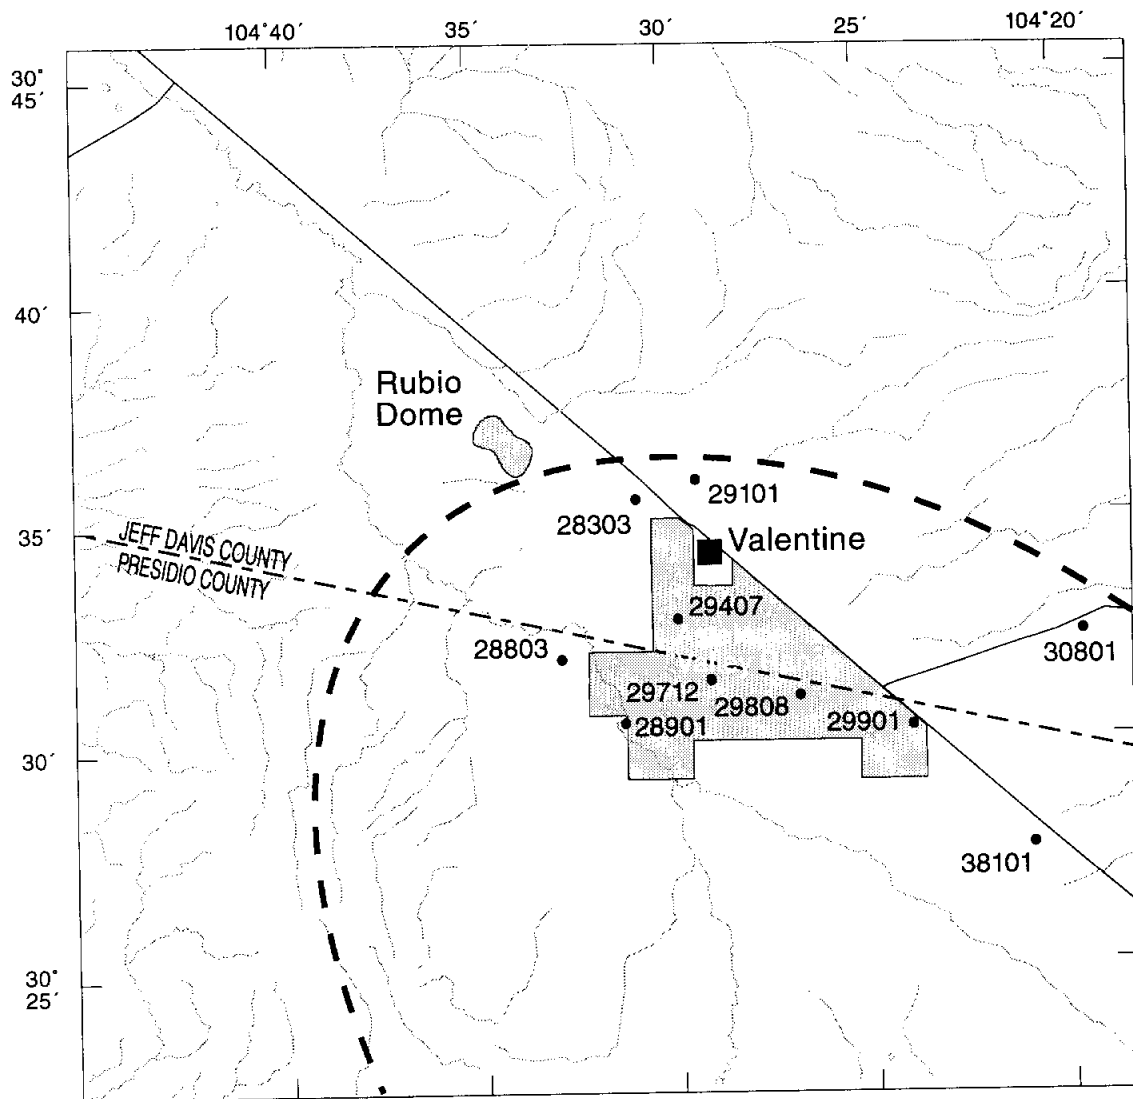 104°40′ 35′ 30′ 25′ 104°20′
30°
45′
40′
Rubio
Dome
29101
28303
35′
JEFF DAVIS COUNTY
PRESIDIO COUNTY
Valentine
29407
28803
30801
29712
29808
28901
29901
30′
38101
30°
25′